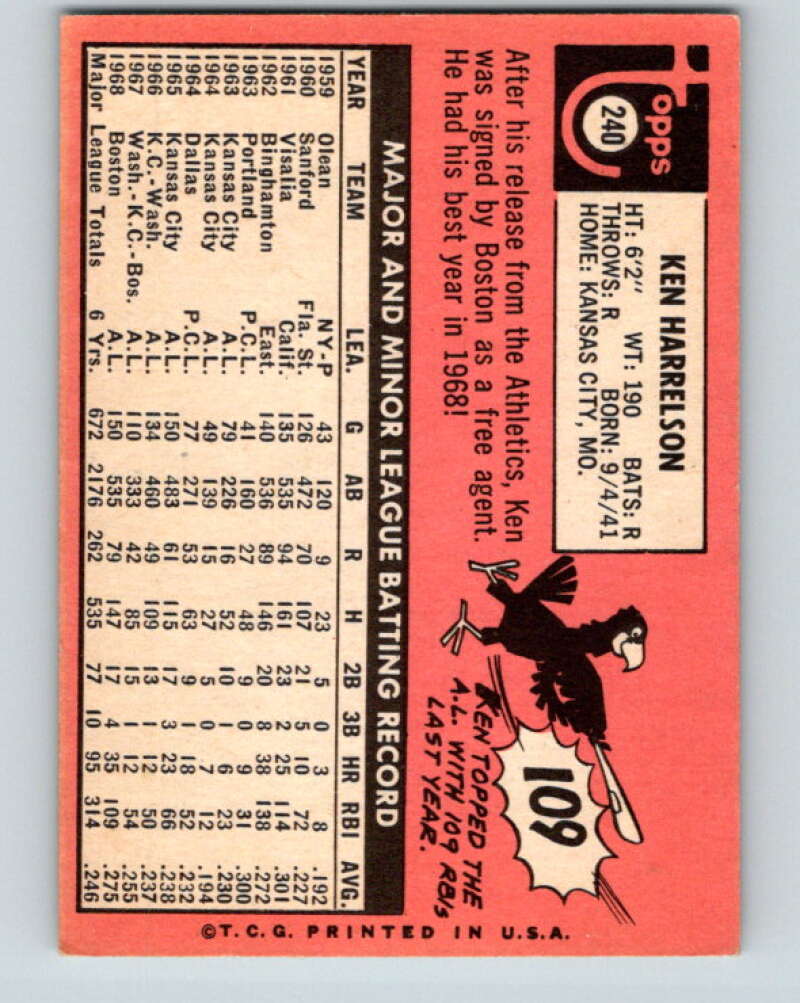 Topps
240
KEN HARRELSON
HT: 6'2" WT: 190 BATS: R
THROWS: R BORN: 9/4/41
HOME: KANSAS CITY, MO.
After his release from the Athletics, Ken
was signed by Boston as a free agent.
He had his best year in 1968!
109
KEN TOPPED THE
A.L. WITH 109 RBIs
LAST YEAR.
MAJOR AND MINOR LEAGUE BATTING RECORD
YEAR TEAM LEA. G AB R H 2B 3B HR RBI AVG.
1959 Olean NY-P 43 120 9 23 5 0 3 8 .192
1960 Sanford Fla. St. 126 472 70 107 21 5 10 72 .227
1961 Visalia Calif. 135 535 94 161 23 2 25 114 .301
1962 Binghamton East. 140 536 89 146 20 8 38 138 .272
1963 Portland P.C.L. 41 160 27 48 9 0 9 31 .300
1963 Kansas City A.L. 79 226 16 52 10 1 6 23 .230
1964 Kansas City A.L. 49 139 15 27 5 0 7 12 .194
1964 Dallas P.C.L. 77 271 53 63 9 1 18 52 .232
1965 Kansas City A.L. 150 483 61 115 17 3 23 66 .238
1966 K.C.-Wash. A.L. 134 460 49 109 13 1 12 50 .237
1967 Wash.-K.C.-Bos. A.L. 110 333 42 85 15 1 12 54 .255
1968 Boston A.L. 150 535 79 147 17 4 35 109 .275
Major League Totals 6 Yrs. 672 2176 262 535 77 10 95 314 .246
©T.C.G. PRINTED IN U.S.A.